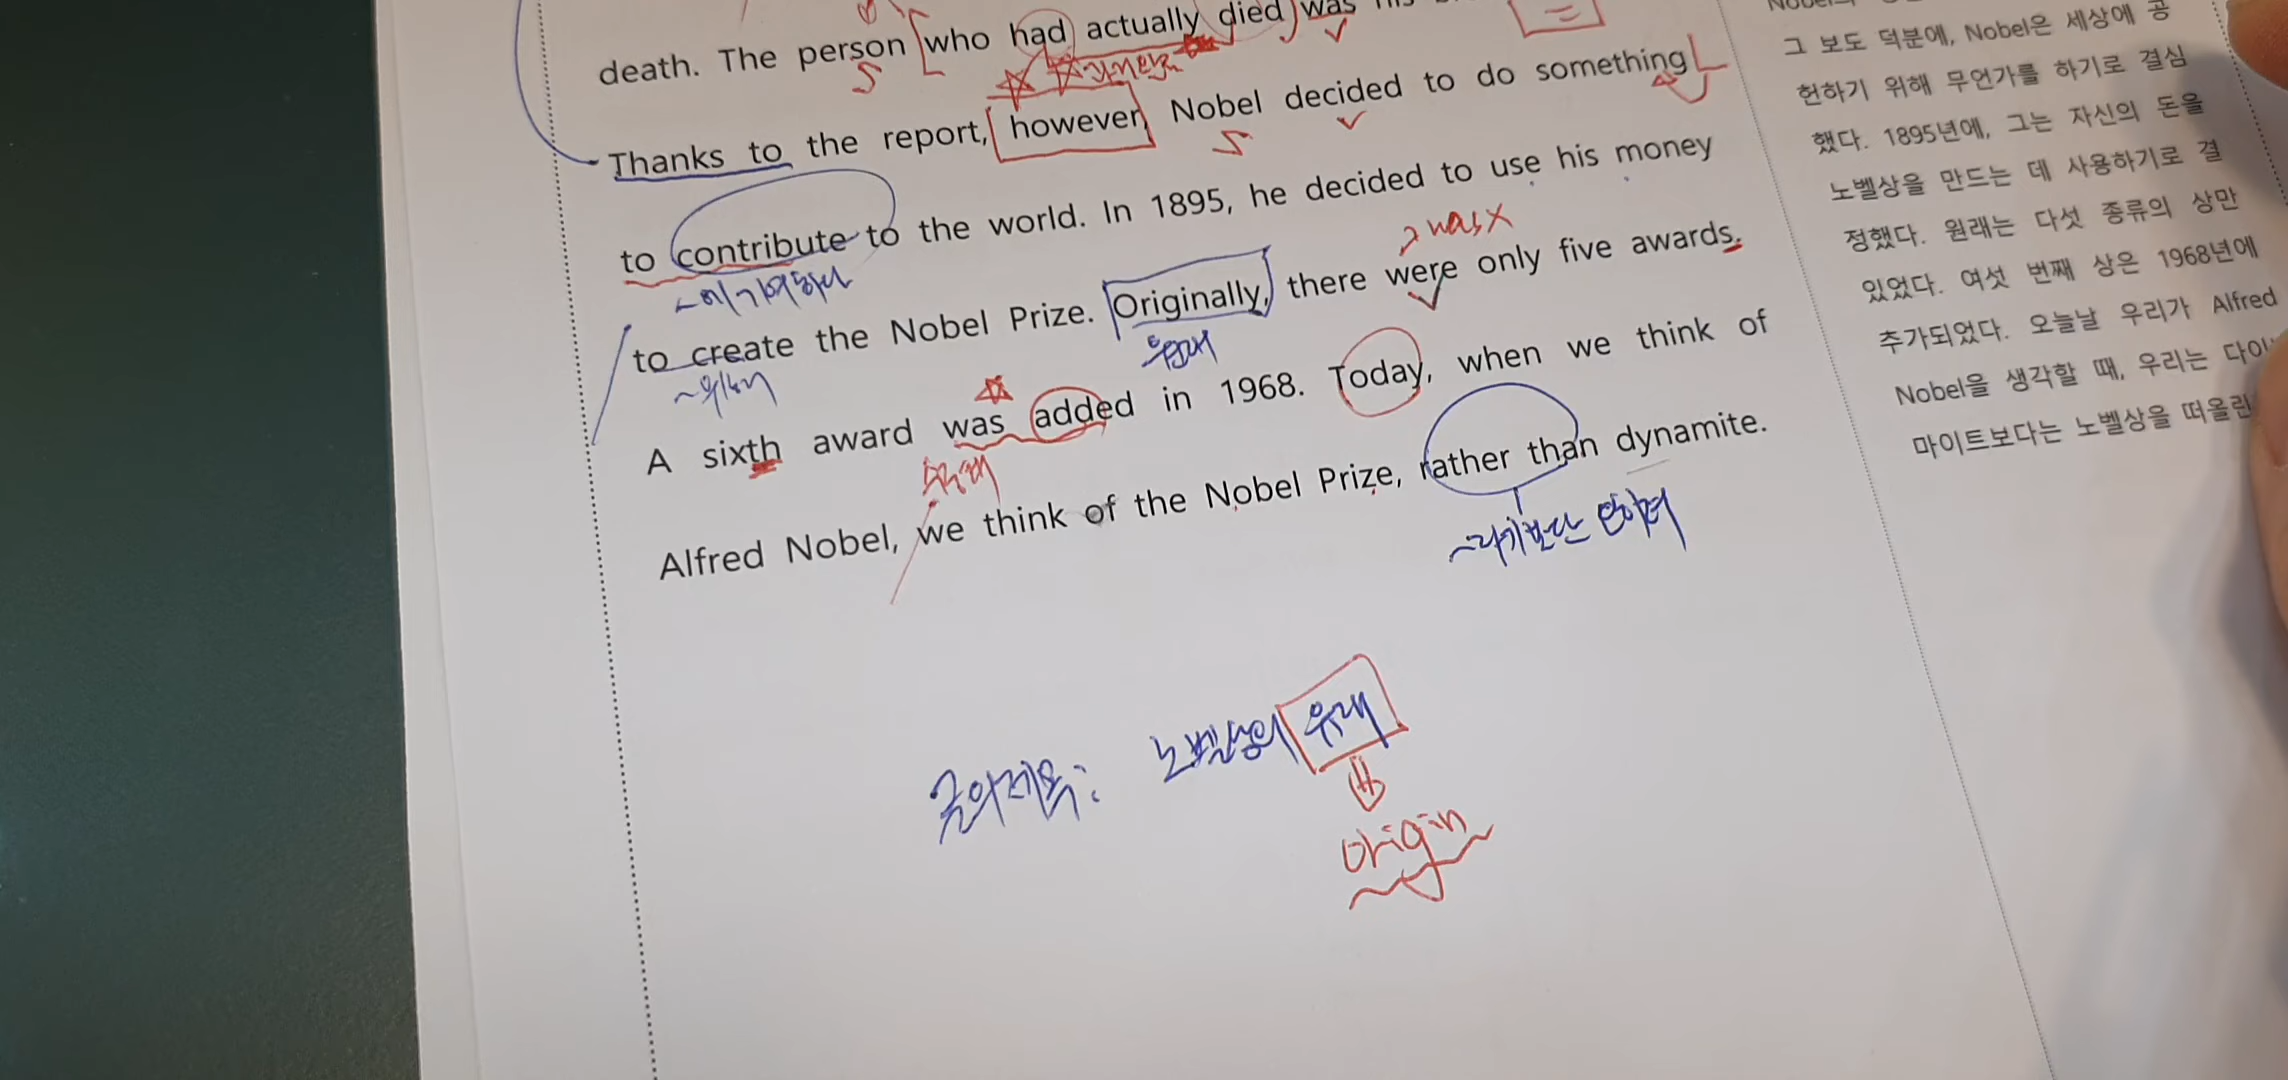 death. The person who had actually died was his
Thanks to the report, however, Nobel decided to do something
to contribute to the world. In 1895, he decided to use his money
~에 기여하다
was X
to create the Nobel Prize. Originally, there were only five awards.
~위해
원래
A sixth award was added in 1968. Today, when we think of
Alfred Nobel, we think of the Nobel Prize, rather than dynamite.
~라기 보다는
글의 제목: 노벨상의 유래
origin
그 보도 덕분에, Nobel은 세상에 공
헌하기 위해 무언가를 하기로 결심
했다. 1895년에, 그는 자신의 돈을
노벨상을 만드는 데 사용하기로 결
정했다. 원래는 다섯 종류의 상만
있었다. 여섯 번째 상은 1968년에
추가되었다. 오늘날 우리가 Alfred
Nobel을 생각할 때, 우리는 다이
마이트보다는 노벨상을 떠올린